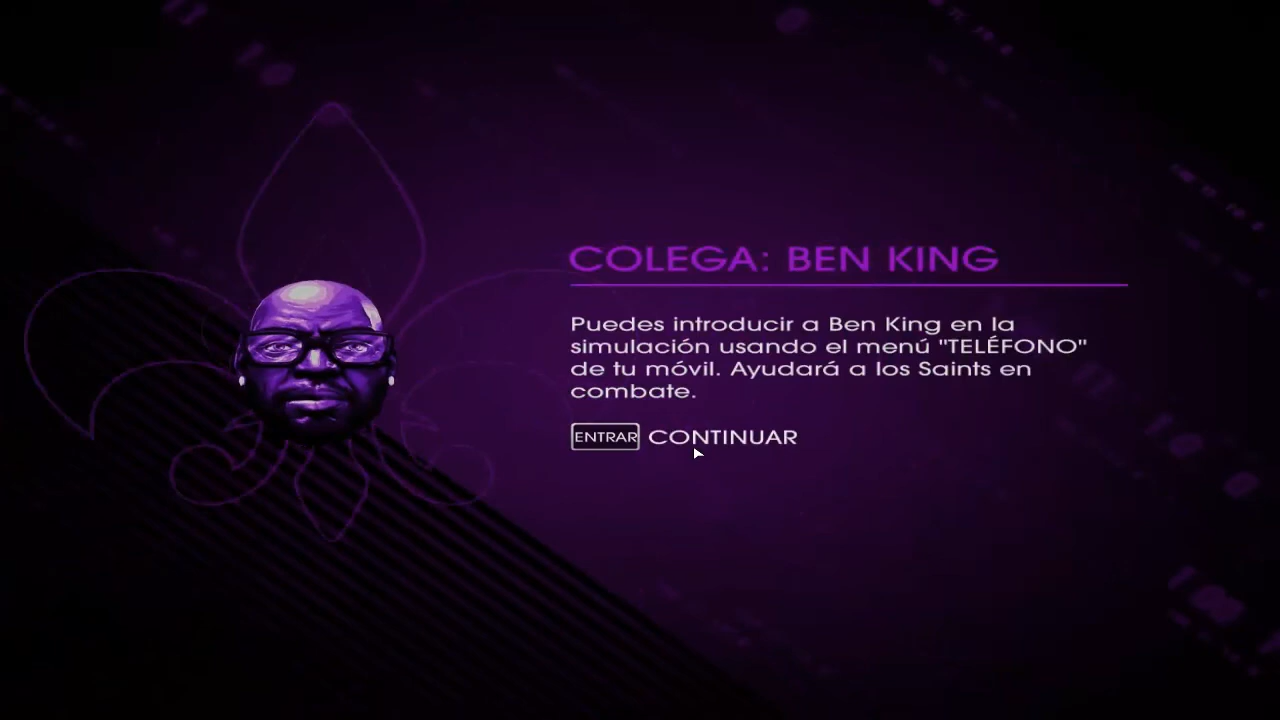 COLEGA: BEN KING
Puedes introducir a Ben King en la
simulación usando el menú "TELÉFONO"
de tu móvil. Ayudará a los Saints en
combate.
ENTRAR CONTINUAR